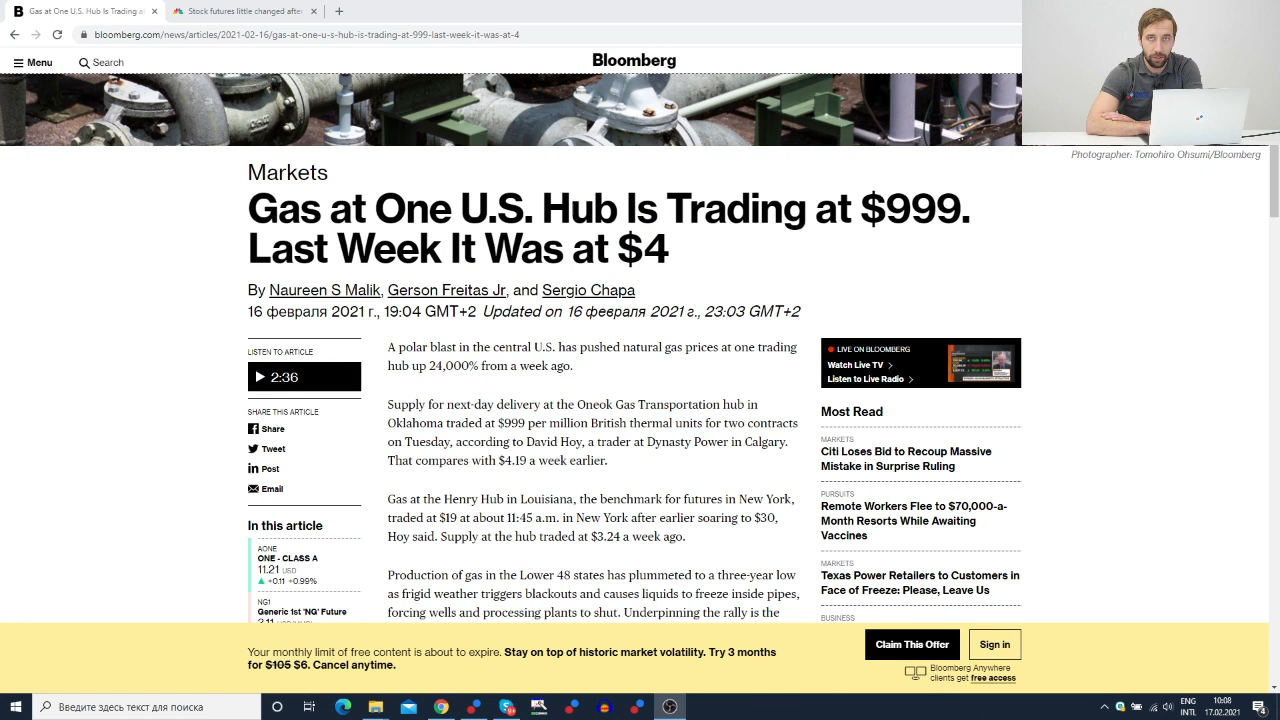 B Gas at One U.S. Hub Is Trading at
Stock futures little changed after
bloomberg.com/news/articles/2021-02-16/gas-at-one-u-s-hub-is-trading-at-999-last-week-it-was-at-4
Menu
Search
Bloomberg
Photographer: Tomohiro Ohsumi/Bloomberg
Markets
Gas at One U.S. Hub Is Trading at $999.
Last Week It Was at $4
By Naureen S Malik, Gerson Freitas Jr, and Sergio Chapa
16 февраля 2021 г., 19:04 GMT+2 Updated on 16 февраля 2021 г., 23:03 GMT+2
LISTEN TO ARTICLE
2:36
SHARE THIS ARTICLE
Share
Tweet
Post
Email
In this article
AONE
ONE - CLASS A
11.21 USD
▲ +0.11 +0.99%
NG1
Generic 1st 'NG' Future
A polar blast in the central U.S. has pushed natural gas prices at one trading
hub up 24,000% from a week ago.
Supply for next-day delivery at the Oneok Gas Transportation hub in
Oklahoma traded at $999 per million British thermal units for two contracts
on Tuesday, according to David Hoy, a trader at Dynasty Power in Calgary.
That compares with $4.19 a week earlier.
Gas at the Henry Hub in Louisiana, the benchmark for futures in New York,
traded at $19 at about 11:45 a.m. in New York after earlier soaring to $30,
Hoy said. Supply at the hub traded at $3.24 a week ago.
Production of gas in the Lower 48 states has plummeted to a three-year low
as frigid weather triggers blackouts and causes liquids to freeze inside pipes,
forcing wells and processing plants to shut. Underpinning the rally is the
LIVE ON BLOOMBERG
Watch Live TV
Listen to Live Radio
Most Read
MARKETS
Citi Loses Bid to Recoup Massive
Mistake in Surprise Ruling
PURSUITS
Remote Workers Flee to $70,000-a-
Month Resorts While Awaiting
Vaccines
MARKETS
Texas Power Retailers to Customers in
Face of Freeze: Please, Leave Us
BUSINESS
Your monthly limit of free content is about to expire. Stay on top of historic market volatility. Try 3 months
for $105 $6. Cancel anytime.
Claim This Offer
Sign in
Bloomberg Anywhere
clients get free access
Введите здесь текст для поиска
ENG
INTL
10:08
17.02.2021
4